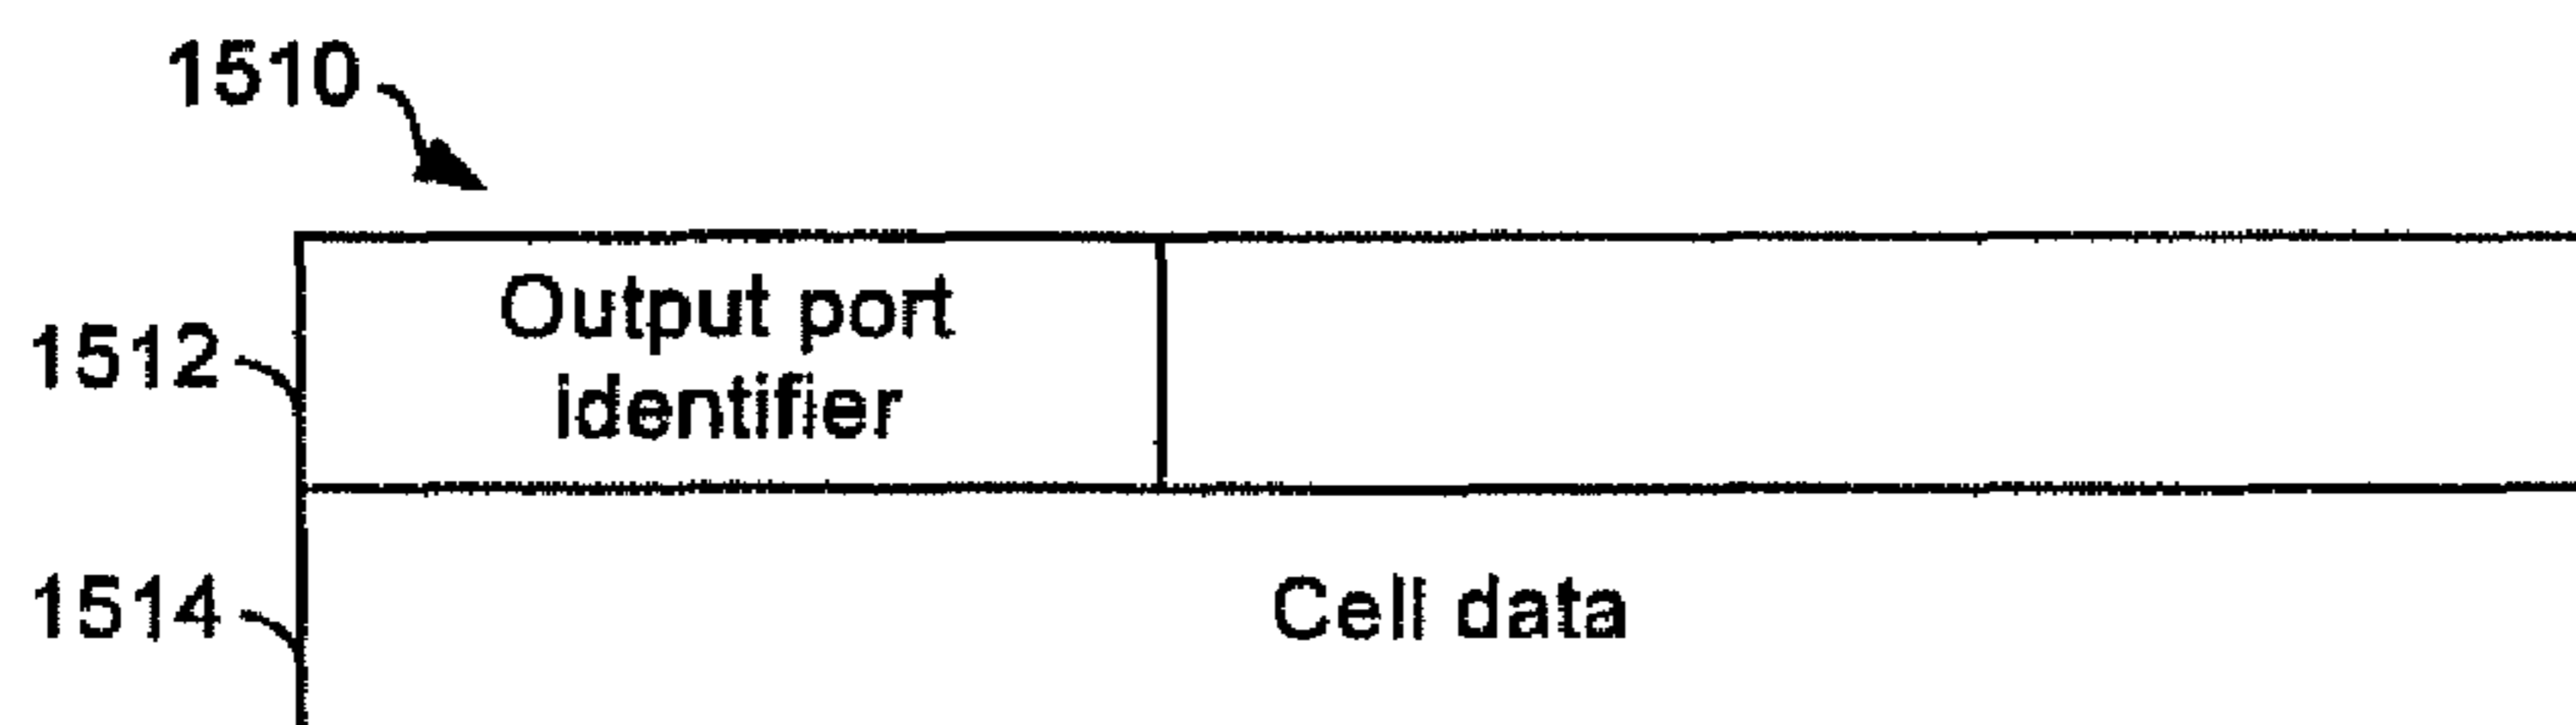 1510
Output port
1512
identifier
Cell data
1514